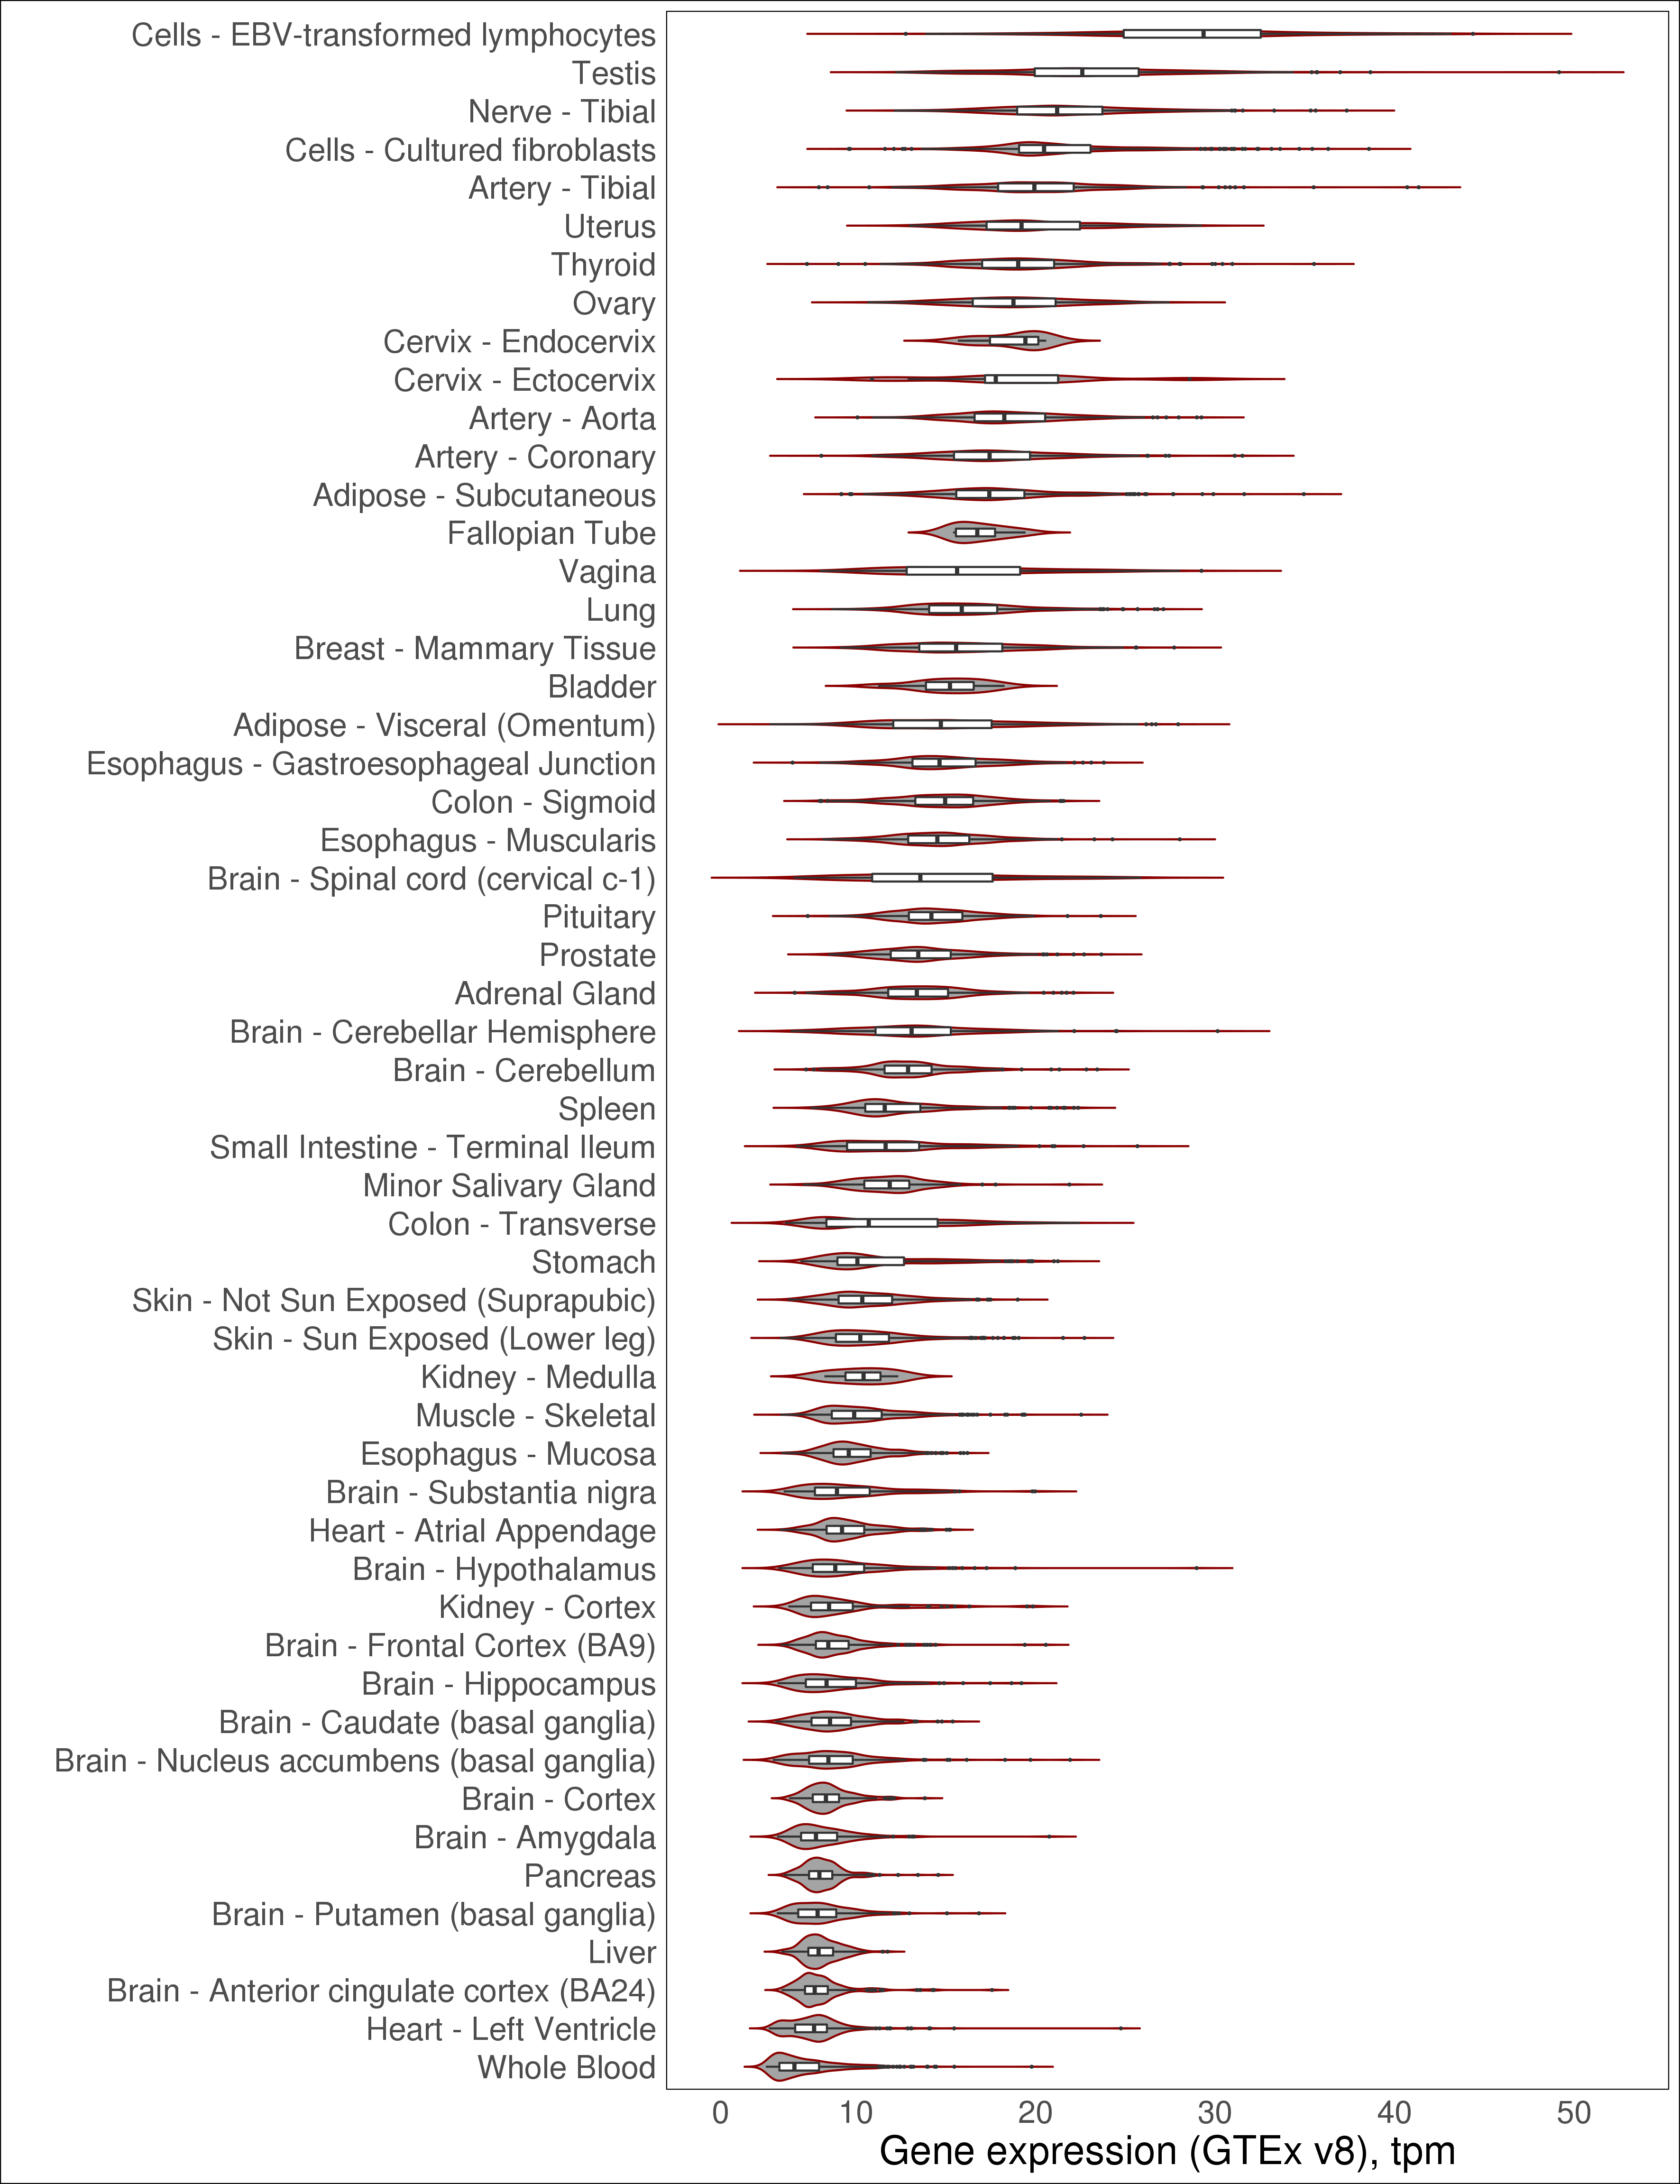 Cells - EBV-transformed lymphocytes
Testis
Nerve - Tibial
Cells - Cultured fibroblasts
Artery - Tibial
Uterus
Thyroid
Ovary
Cervix - Endocervix
Cervix - Ectocervix
Artery - Aorta
Artery - Coronary
Adipose - Subcutaneous
Fallopian Tube
Vagina
Lung
Breast - Mammary Tissue
Bladder
Adipose - Visceral (Omentum)
Esophagus - Gastroesophageal Junction
Colon - Sigmoid
Esophagus - Muscularis
Brain - Spinal cord (cervical c-1)
Pituitary
Prostate
Adrenal Gland
Brain - Cerebellar Hemisphere
Brain - Cerebellum
Spleen
Small Intestine - Terminal Ileum
Minor Salivary Gland
Colon - Transverse
Stomach
Skin - Not Sun Exposed (Suprapubic)
Skin - Sun Exposed (Lower leg)
Kidney - Medulla
Muscle - Skeletal
Esophagus - Mucosa
Brain - Substantia nigra
Heart - Atrial Appendage
Brain - Hypothalamus
Kidney - Cortex
Brain - Frontal Cortex (BA9)
Brain - Hippocampus
Brain - Caudate (basal ganglia)
Brain - Nucleus accumbens (basal ganglia)
Brain - Cortex
Brain - Amygdala
Pancreas
Brain - Putamen (basal ganglia)
Liver
Brain - Anterior cingulate cortex (BA24)
Heart - Left Ventricle
Whole Blood
0 10 20 30 40 50
Gene expression (GTEx v8), tpm